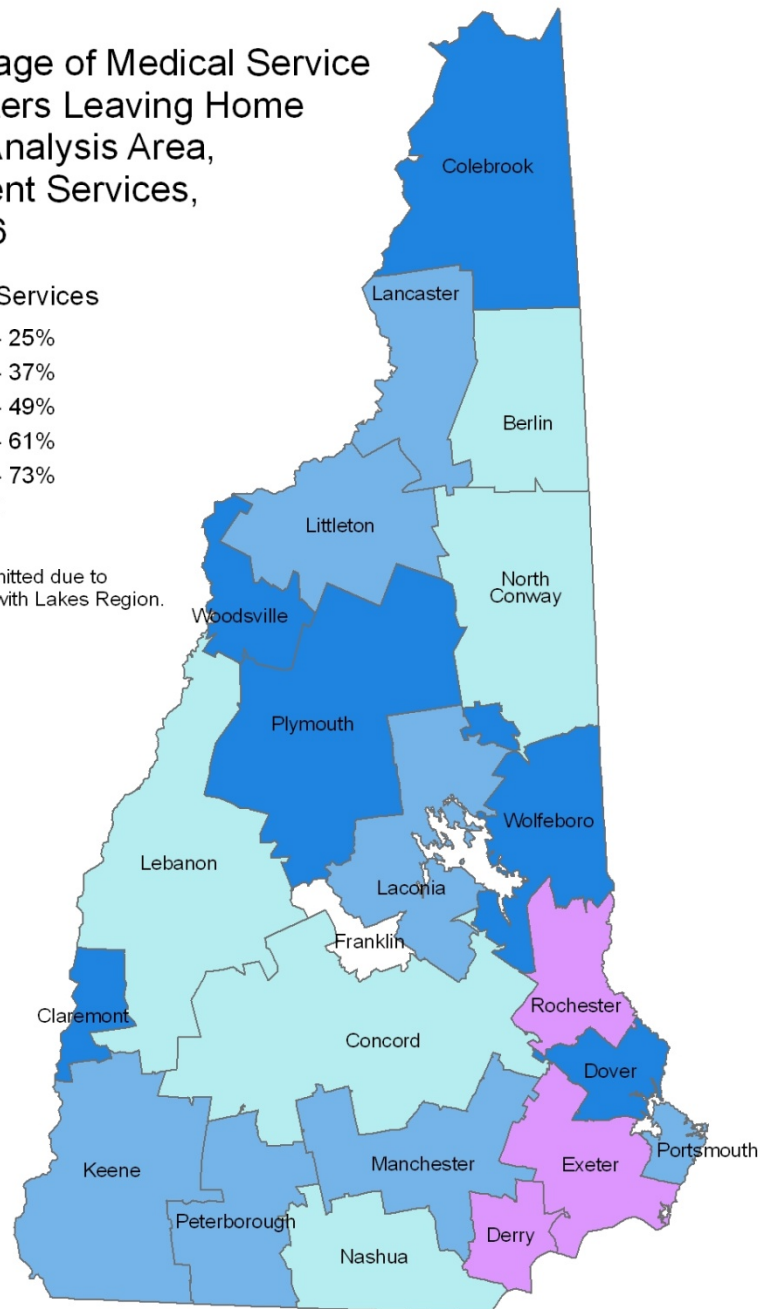 age of Medical Service
ers Leaving Home
nalysis Area,
nt Services,
6
Services
- 25%
- 37%
- 49%
- 61%
- 73%
nitted due to
with Lakes Region.
Colebrook
Lancaster
Berlin
Littleton
North
Conway
Woodsville
Plymouth
Wolfeboro
Lebanon
Laconia
Franklin
Rochester
Claremont
Concord
Dover
Portsmouth
Manchester
Exeter
Keene
Peterborough
Derry
Nashua